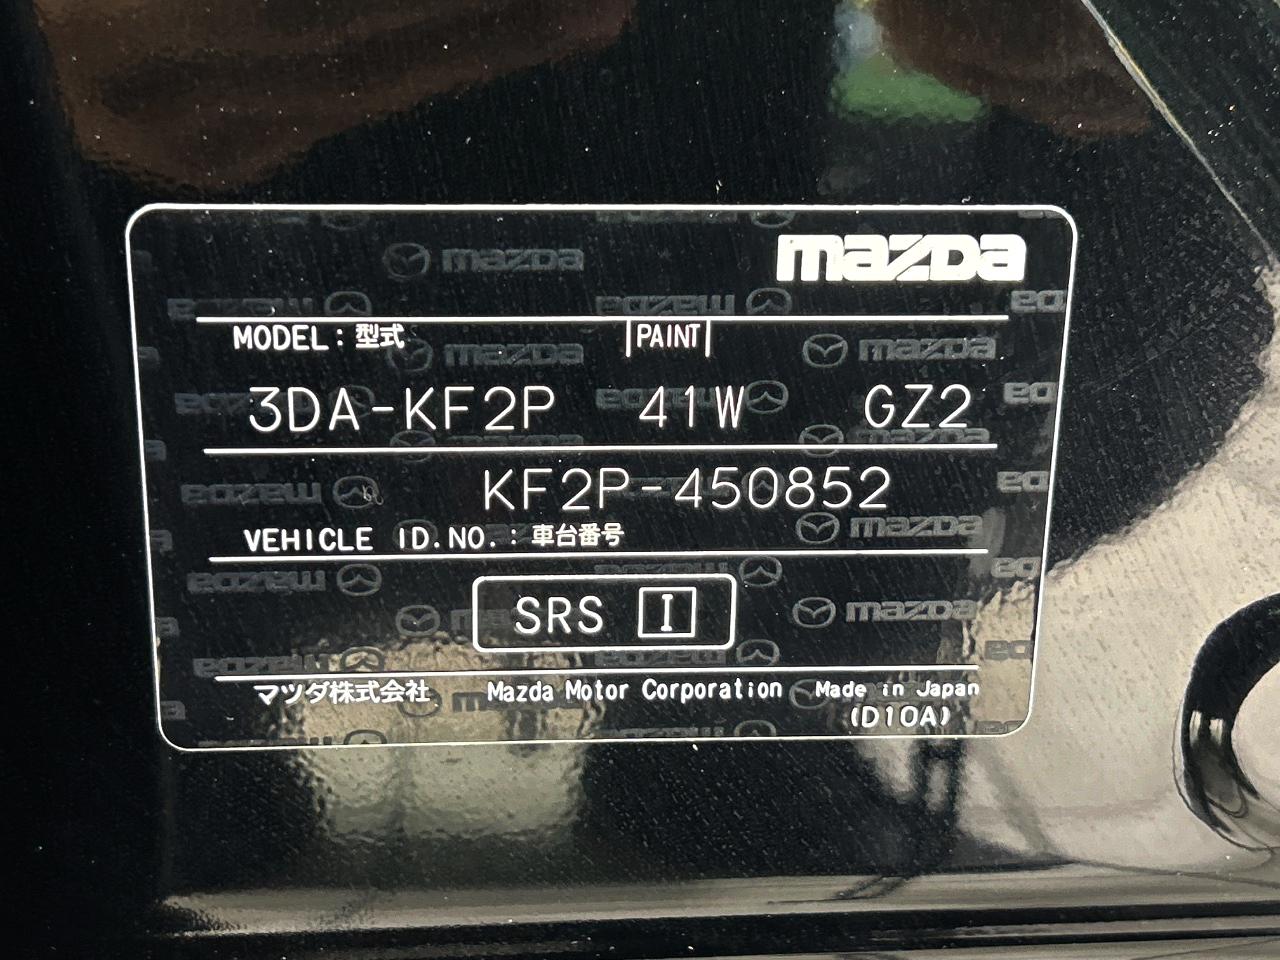 mazda
MODEL：型式 PAINT
3DA-KF2P 41W GZ2
KF2P-450852
VEHICLE ID.NO.：車台番号
SRS I
マツダ株式会社 Mazda Motor Corporation Made in Japan
(D10A)